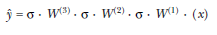 ŷ = σ · W⁽³⁾ · σ · W⁽²⁾ · σ · W⁽¹⁾ · (x)